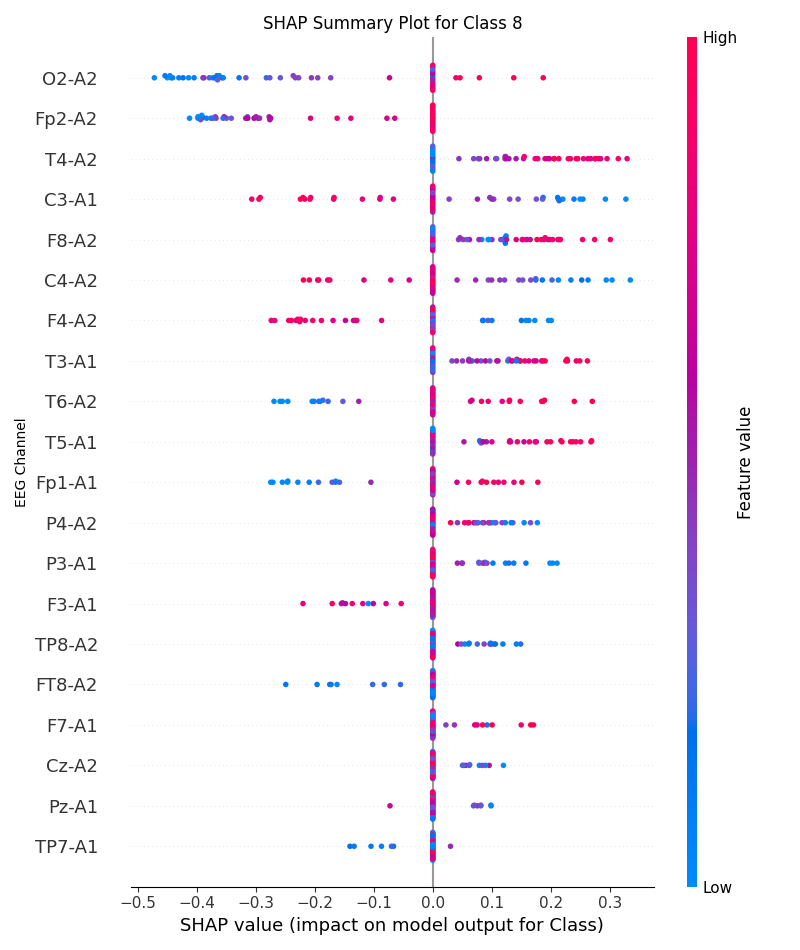 SHAP Summary Plot for Class 8
High
O2-A2
Fp2-A2
T4-A2
C3-A1
F8-A2
C4-A2
F4-A2
T3-A1
T6-A2
T5-A1
Fp1-A1
P4-A2
P3-A1
F3-A1
TP8-A2
FT8-A2
F7-A1
Cz-A2
Pz-A1
TP7-A1
EEG Channel
Feature value
Low
−0.5 −0.4 −0.3 −0.2 −0.1 0.0 0.1 0.2 0.3
SHAP value (impact on model output for Class)